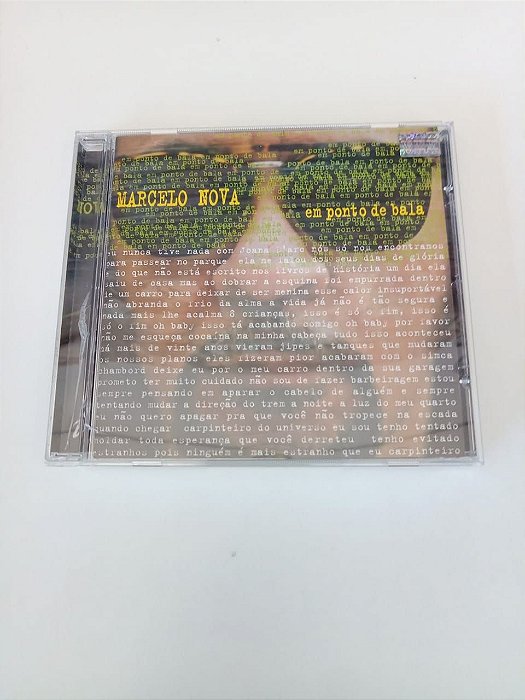 em ponto de bala em ponto de bala
MARCELO NOVA
em ponto de bala
eu nunca tive nada com Joana D'arc nós só nos encontramos
para passear no parque ela me falou dos seus dias de glória
e do que não está escrito nos livros de história um dia ela
saiu de casa mas ao dobrar a esquina foi empurrada dentro
de um carro para deixar de ser menina esse calor insuportável
não abranda o frio da alma a vida já não é tão segura e
nada mais lhe acalma ô crianças, isso é só o fim, isso é
só o fim oh baby isso tá acabando comigo oh baby por favor
não me esqueça cocaína na minha cabeça tudo isso aconteceu
há mais de vinte anos vieram jipes e tanques que mudaram
os nossos planos eles fizeram pior acabaram com o simca
chambord deixe eu por o meu carro dentro da sua garagem
prometo ter muito cuidado não sou de fazer barbeiragem estou
sempre pensando em aparar o cabelo de alguém e sempre
tentando mudar a direção do trem a noite a luz do meu quarto
eu não quero apagar pra que você não tropece na escada
quando chegar carpinteiro do universo eu sou tenho tentado
moldar toda esperança que você derreteu tenho evitado
estranhos pois ninguém é mais estranho que eu carpinteiro